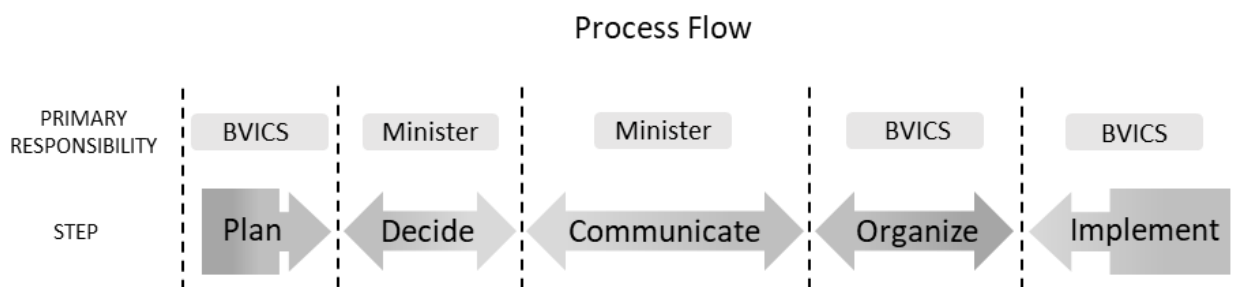 Process Flow
PRIMARY
RESPONSIBILITY
BVICS
Minister
Minister
BVICS
BVICS
STEP
Plan
Decide
Communicate
Organize
Implement